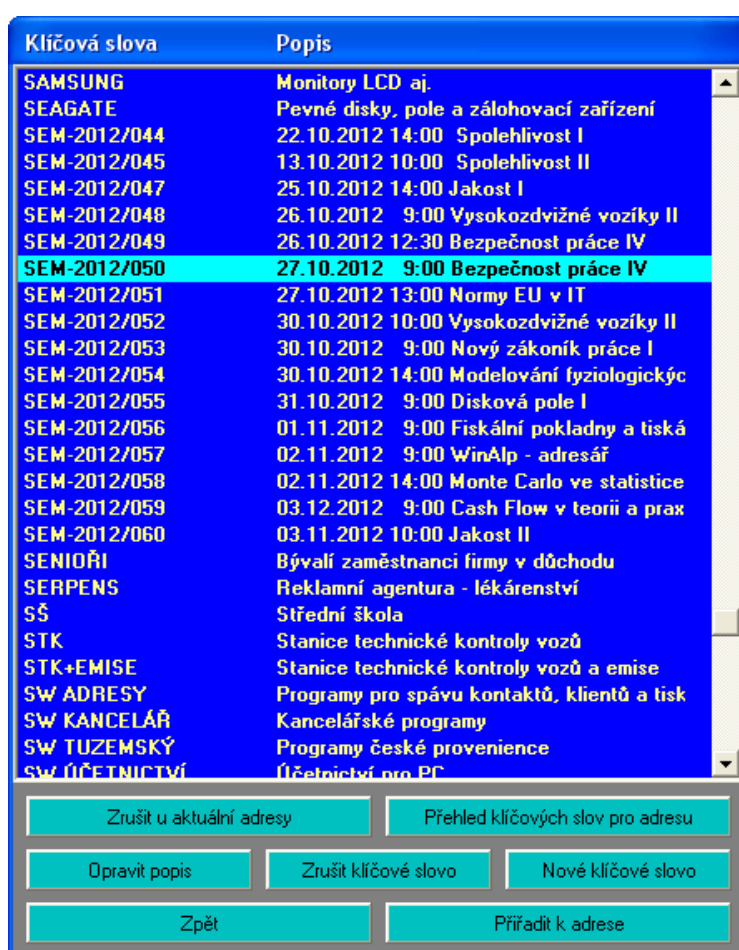 Klíčová slova Popis
SAMSUNG Monitory LCD aj.
SEAGATE Pevné disky, pole a zálohovací zařízení
SEM-2012/044 22.10.2012 14:00 Spolehlivost I
SEM-2012/045 13.10.2012 10:00 Spolehlivost II
SEM-2012/047 25.10.2012 14:00 Jakost I
SEM-2012/048 26.10.2012 9:00 Vysokozdvižné vozíky II
SEM-2012/049 26.10.2012 12:30 Bezpečnost práce IV
SEM-2012/050 27.10.2012 9:00 Bezpečnost práce IV
SEM-2012/051 27.10.2012 13:00 Normy EU v IT
SEM-2012/052 30.10.2012 10:00 Vysokozdvižné vozíky II
SEM-2012/053 30.10.2012 9:00 Nový zákoník práce I
SEM-2012/054 30.10.2012 14:00 Modelování fyziologickýc
SEM-2012/055 31.10.2012 9:00 Disková pole I
SEM-2012/056 01.11.2012 9:00 Fiskální pokladny a tiská
SEM-2012/057 02.11.2012 9:00 WinAlp - adresář
SEM-2012/058 02.11.2012 14:00 Monte Carlo ve statistice
SEM-2012/059 03.12.2012 9:00 Cash Flow v teorii a prax
SEM-2012/060 03.11.2012 10:00 Jakost II
SENIOŘI Bývalí zaměstnanci firmy v důchodu
SERPENS Reklamní agentura - lékárenství
SŠ Střední škola
STK Stanice technické kontroly vozů
STK+EMISE Stanice technické kontroly vozů a emise
SW ADRESY Programy pro spávu kontaktů, klientů a tisk
SW KANCELÁŘ Kancelářské programy
SW TUZEMSKÝ Programy české provenience
SW ÚČETNICTVÍ Účetnictví pro PC
Zrušit u aktuální adresy Přehled klíčových slov pro adresu
Opravit popis Zrušit klíčové slovo Nové klíčové slovo
Zpět Přiřadit k adrese